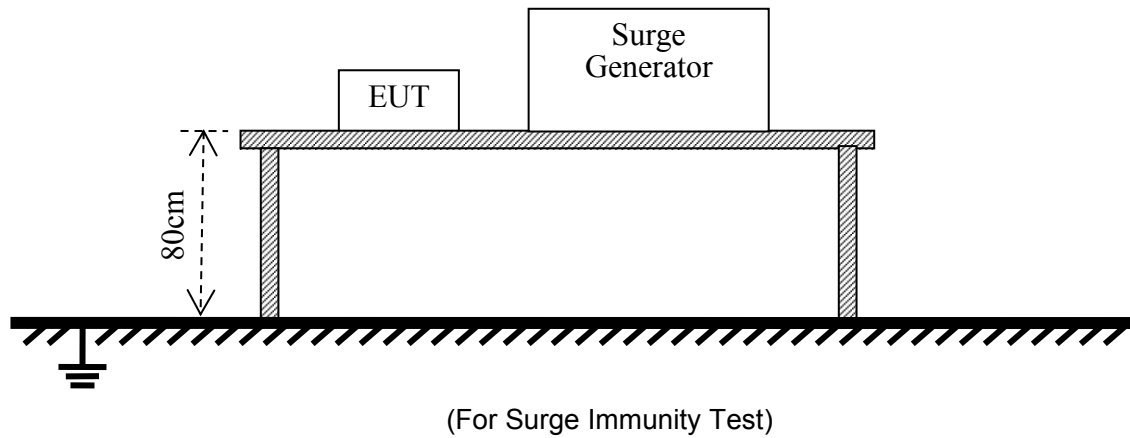 Surge
Generator
EUT
80cm
(For Surge Immunity Test)